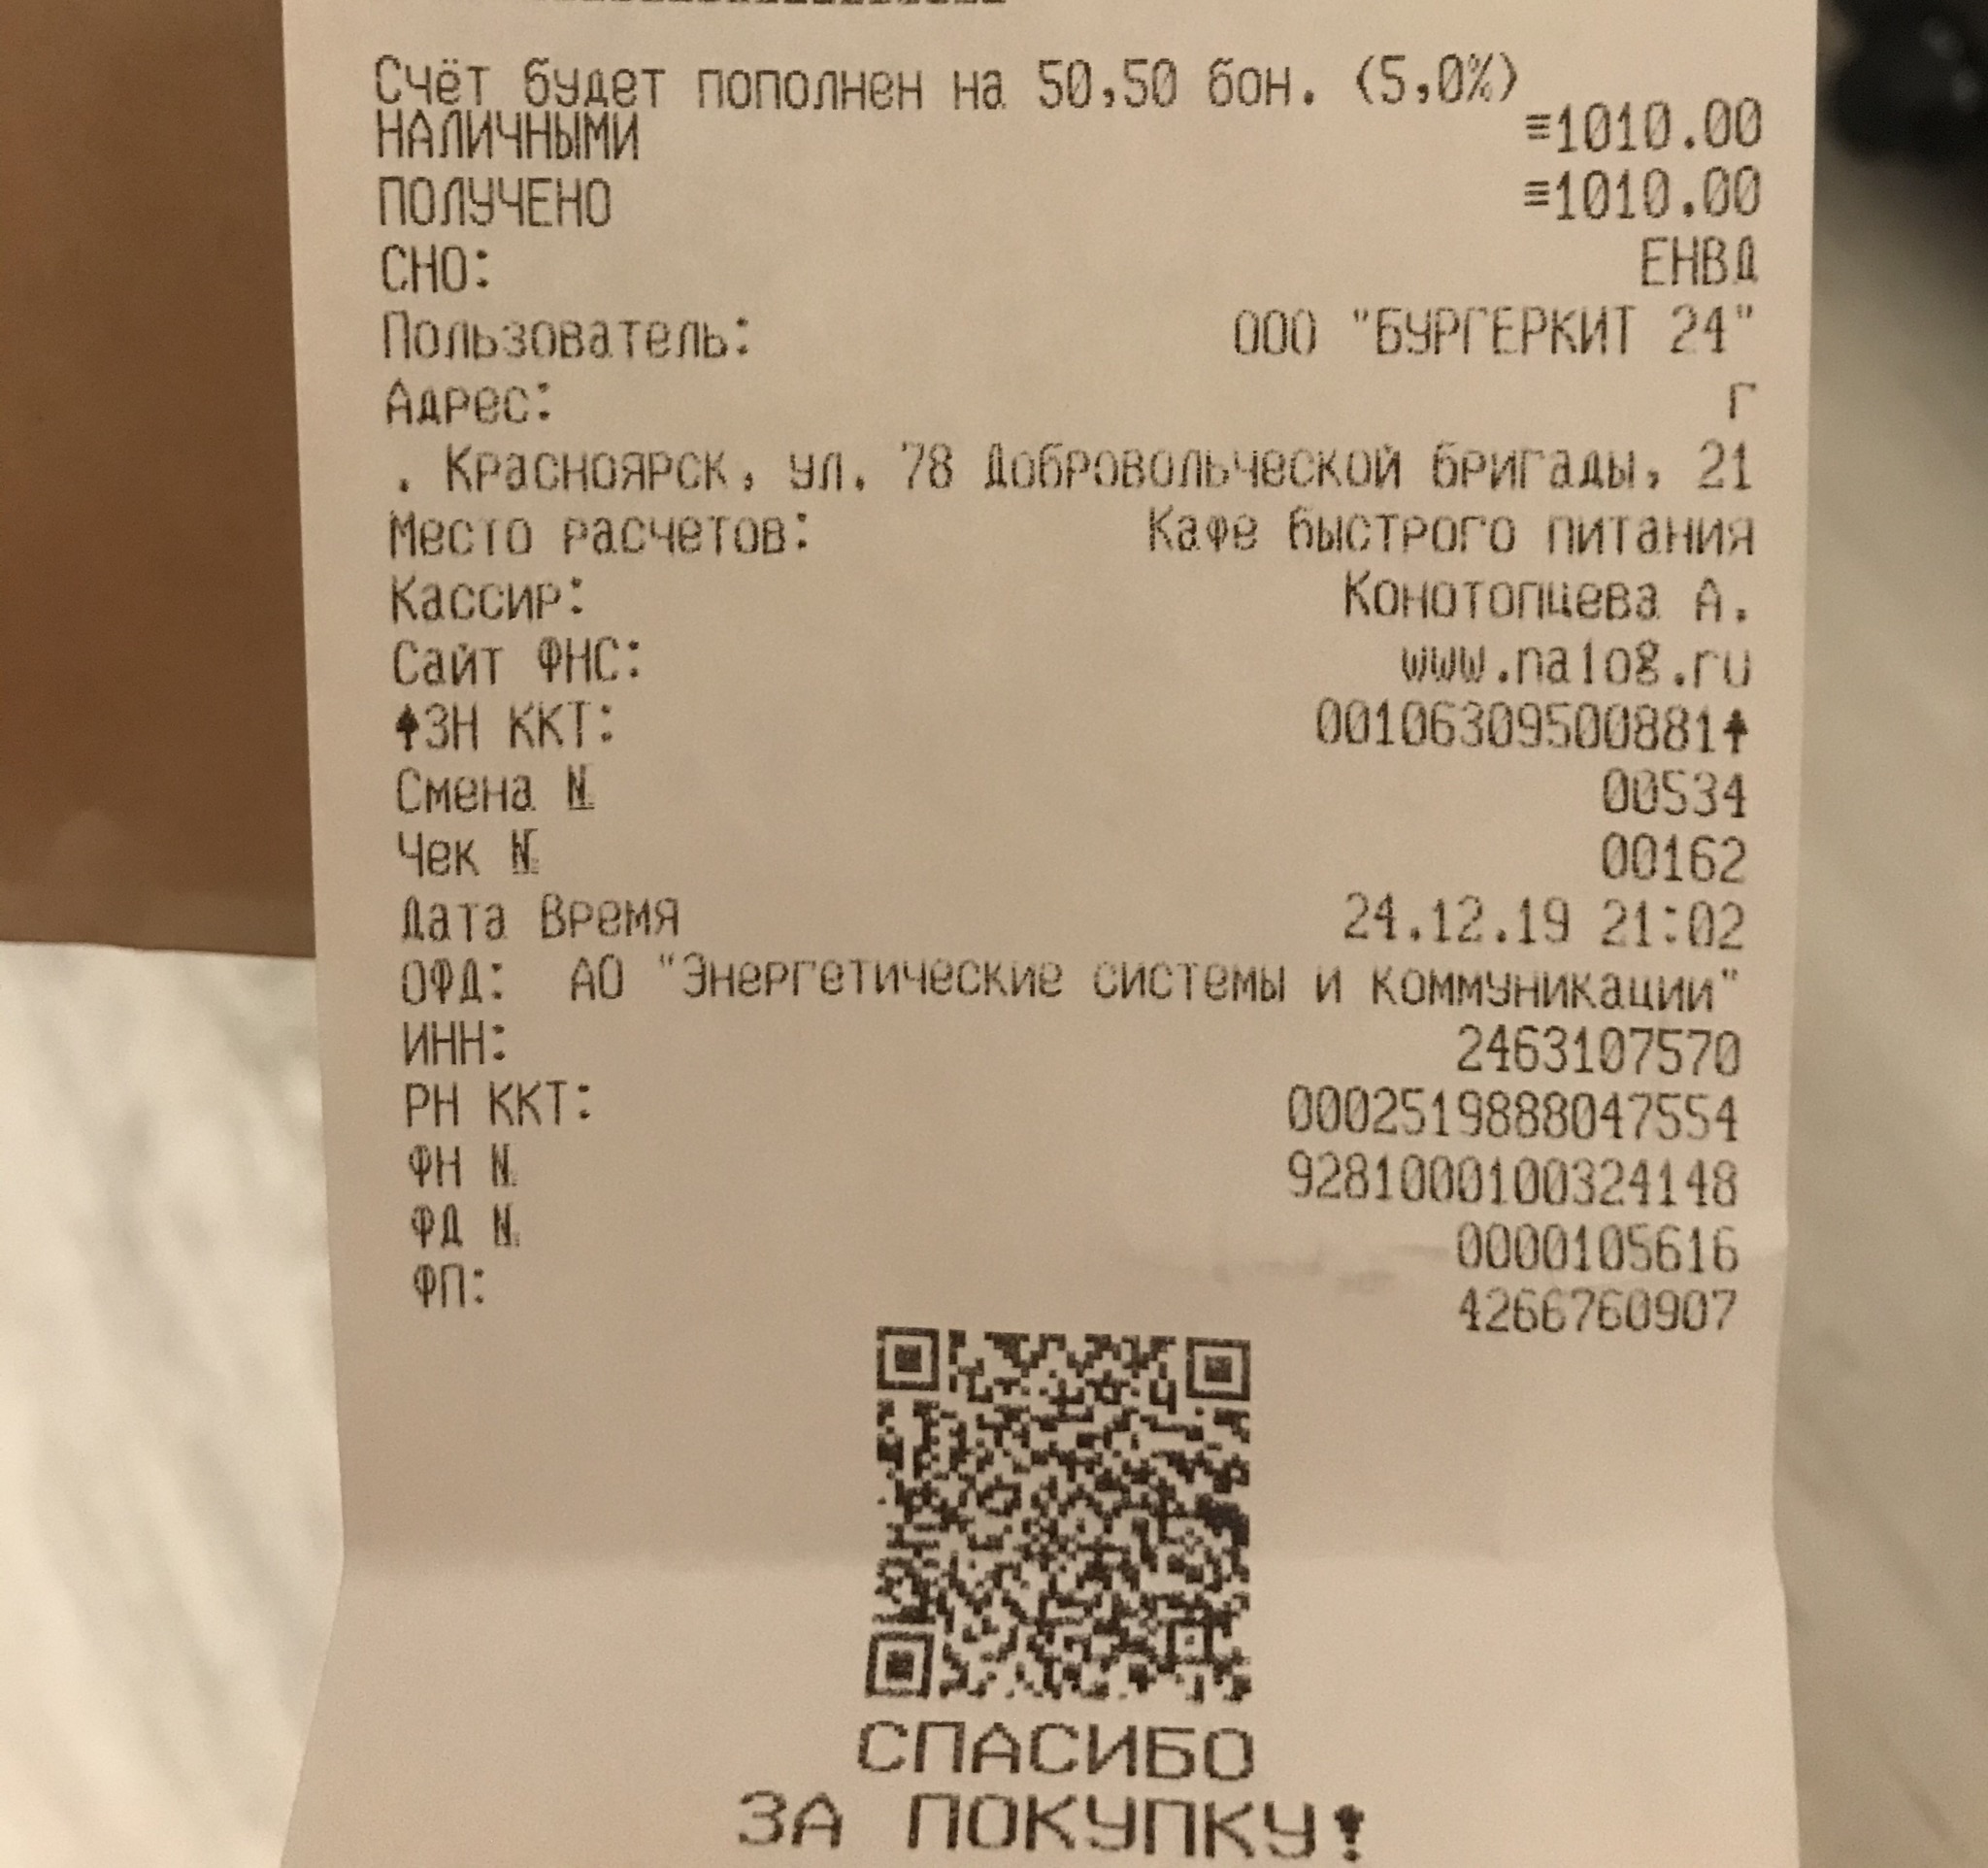 Счёт будет пополнен на 50,50 бон. (5,0%)
НАЛИЧНЫМИ ≡1010.00
ПОЛУЧЕНО ≡1010.00
СНО: ЕНВД
Пользователь: ООО "БУРГЕРКИТ 24"
Адрес: г
. Красноярск, ул. 78 Добровольческой бригады, 21
Место расчетов: Кафе быстрого питания
Кассир: Конотопцева А.
Сайт ФНС: www.nalog.ru
ЗН ККТ: 00106309500881
Смена № 00534
Чек № 00162
Дата Время 24.12.19 21:02
ОФД: АО "Энергетические системы и коммуникации"
ИНН: 2463107570
РН ККТ: 0002519888047554
ФН № 9281000100324148
ФД № 0000105616
ФП: 4266760907
СПАСИБО
ЗА ПОКУПКУ!